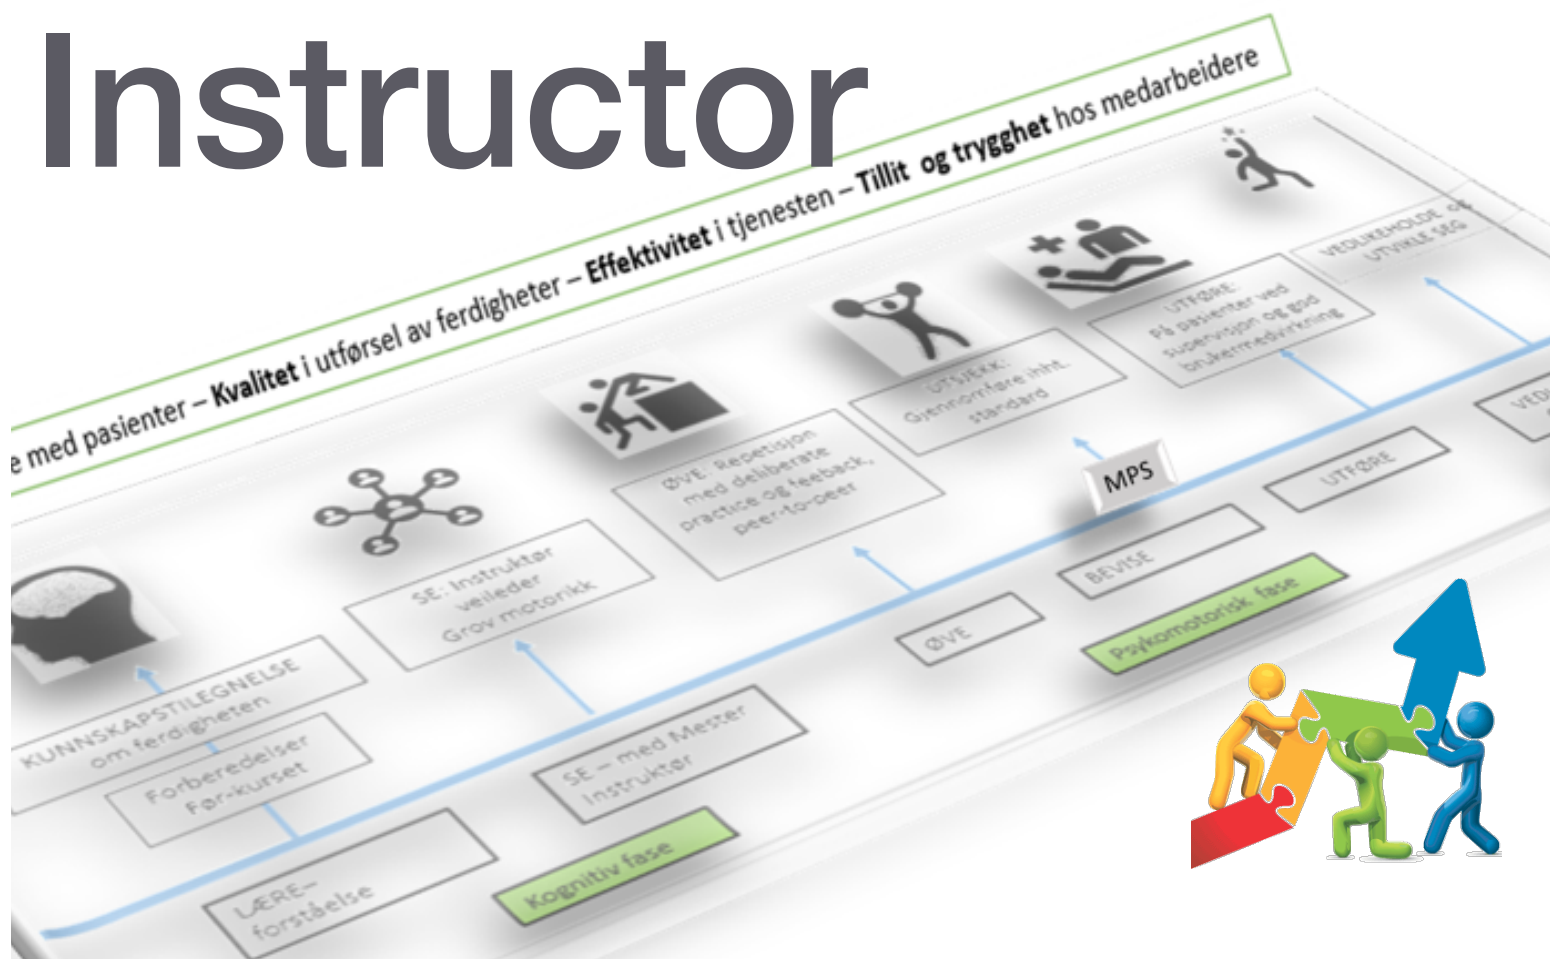 Instructor
e med pasienter – Kvalitet i utførsel av ferdigheter – Effektivitet i tjenesten – Tillit og trygghet hos medarbeidere
VEDLIKEHOLDE OG
UTVIKLE SEG
UTFØRE:
På pasienter ved
supervisjon og god
brukermedvirkning
UTSJEKK:
Gjennomføre ihht.
standard
ØVE: Repetisjon
med deliberate
practice og feeback,
peer-to-peer
SE: Instruktør
veileder
Grov motorikk
KUNNSKAPSTILEGNELSE
om ferdigheten
Forberedelser
Før-kurset
MPS
VEDL
UTFØRE
BEVISE
ØVE
Psykomotorisk fase
SE – med Mester
Instruktør
Kognitiv fase
LÆRE–
forståelse